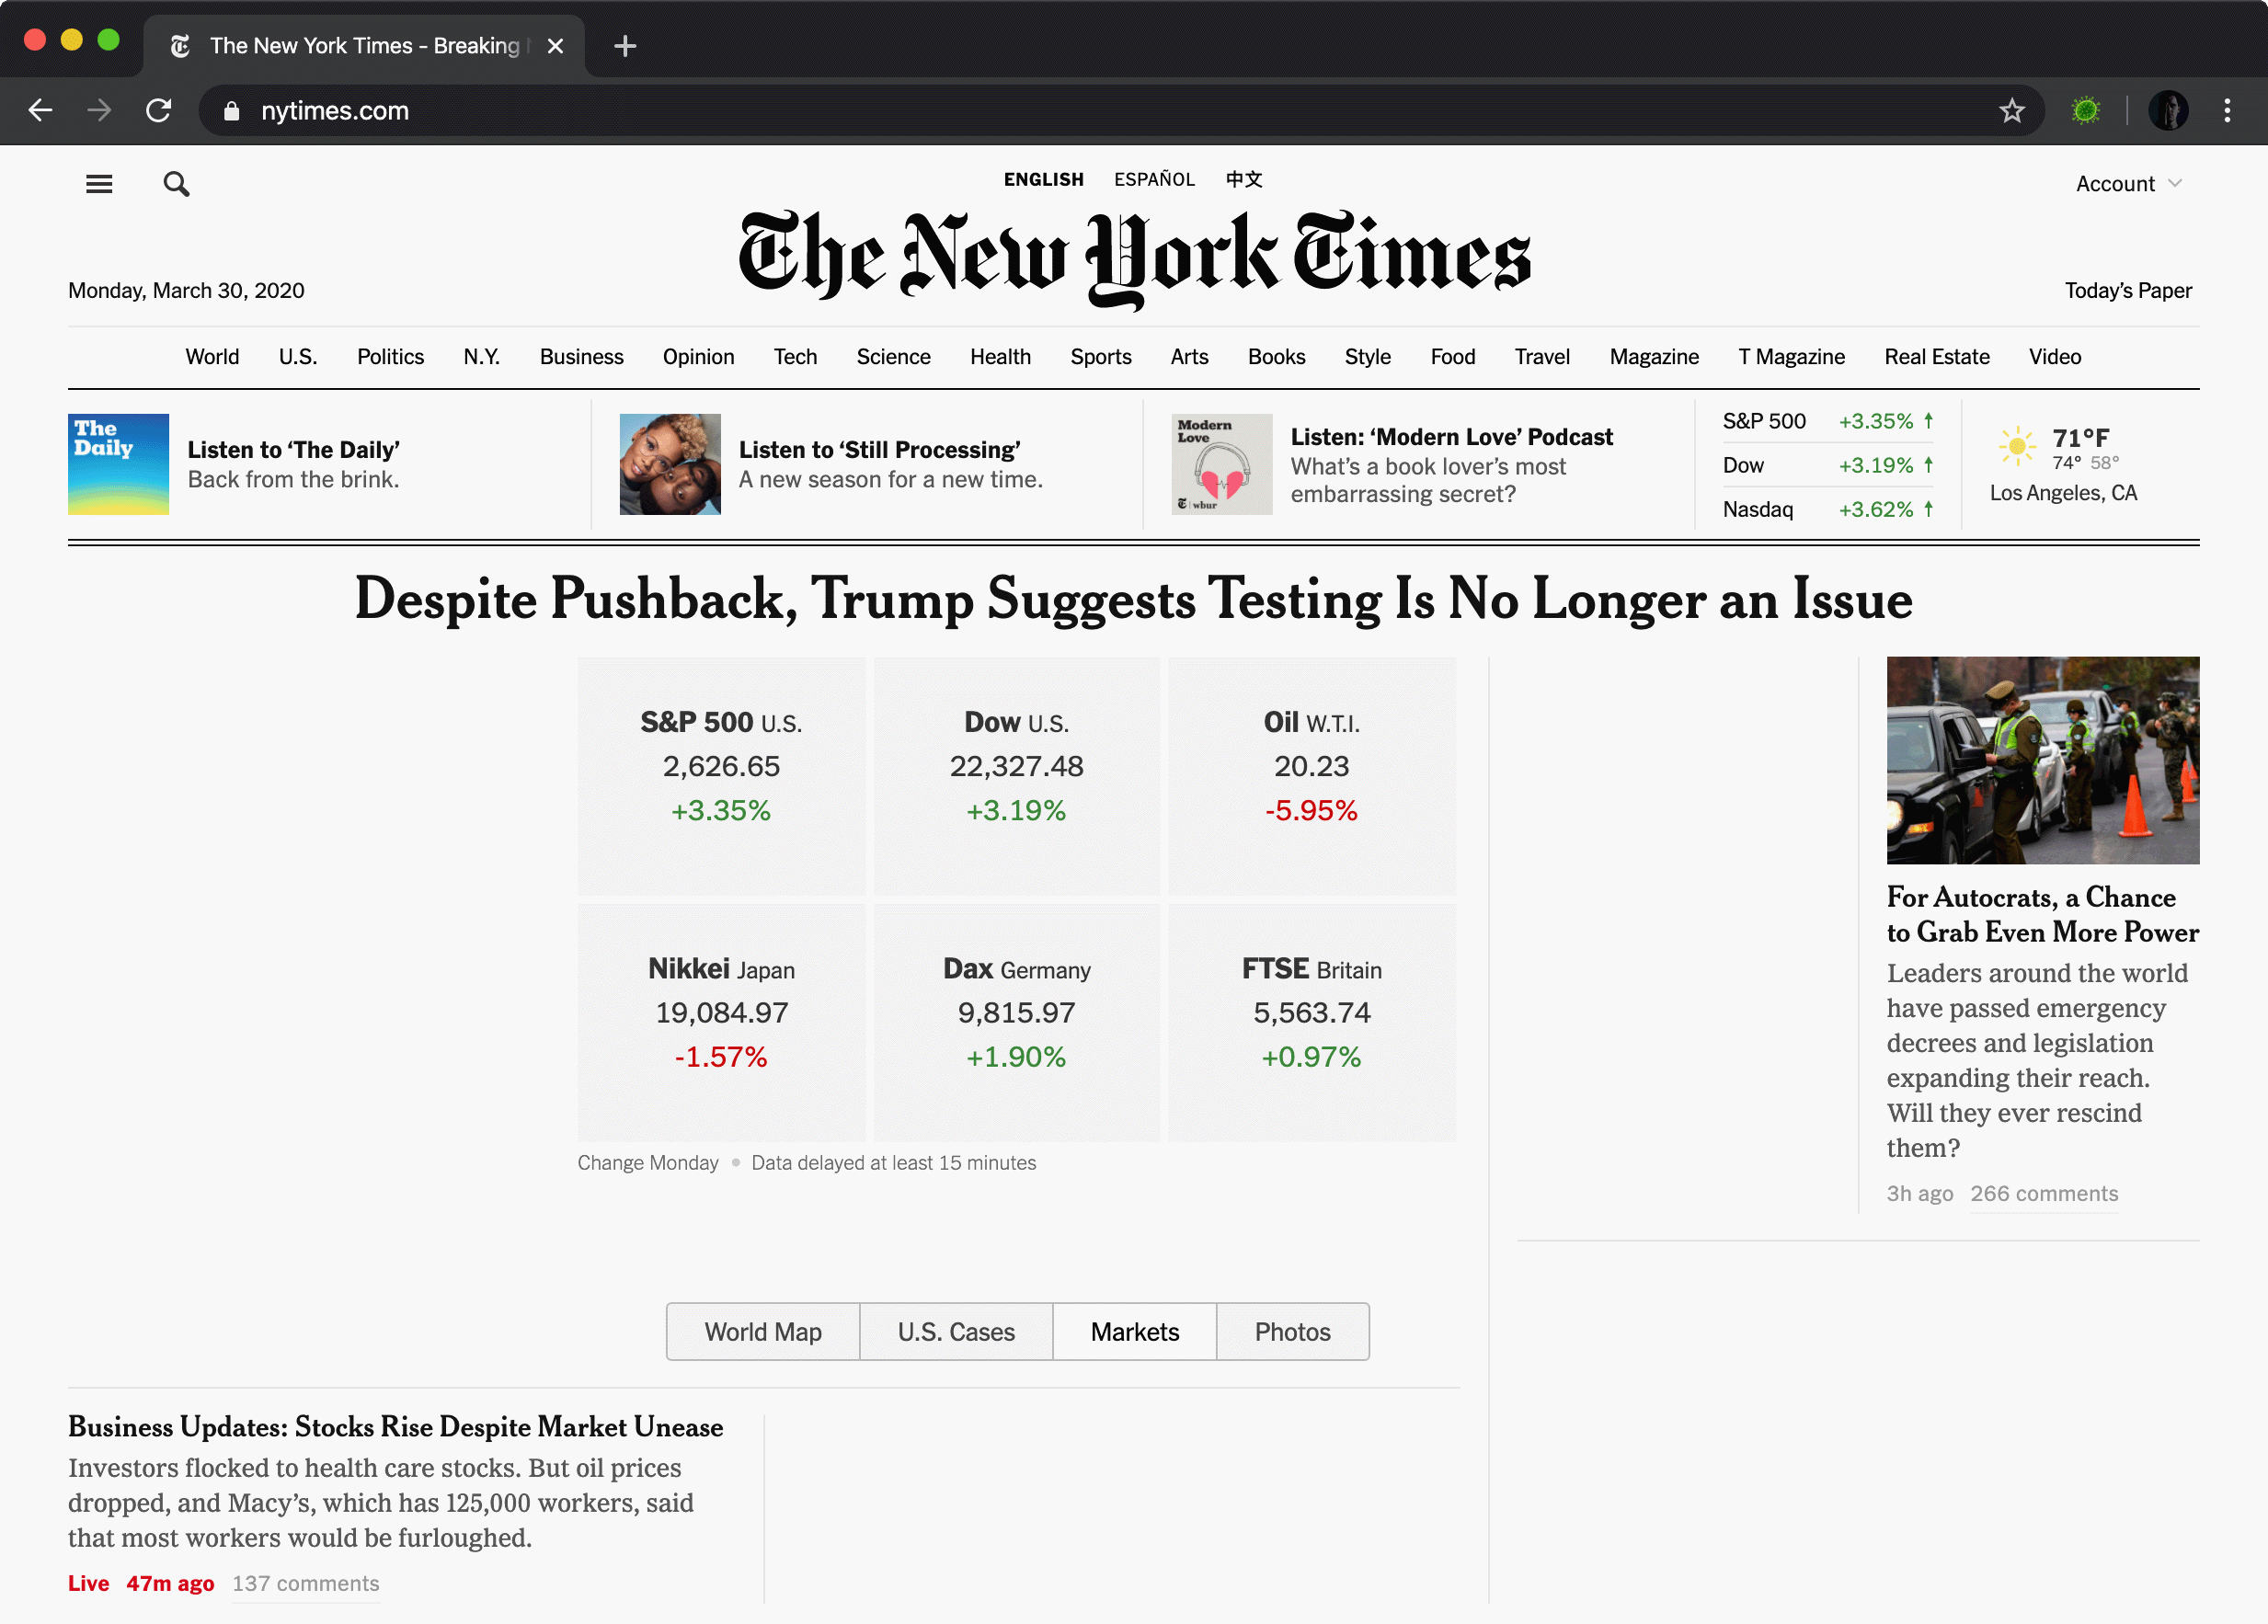 The New York Times - Breaking
nytimes.com
ENGLISH ESPAÑOL 中文
Account
The New York Times
Monday, March 30, 2020
Today's Paper
World U.S. Politics N.Y. Business Opinion Tech Science Health Sports Arts Books Style Food Travel Magazine T Magazine Real Estate Video
The
Daily
Listen to ‘The Daily’
Back from the brink.
Listen to ‘Still Processing’
A new season for a new time.
Modern
Love
wbur
Listen: ‘Modern Love’ Podcast
What’s a book lover’s most
embarrassing secret?
S&P 500 +3.35%
Dow +3.19%
Nasdaq +3.62%
71°F
74° 58°
Los Angeles, CA
Despite Pushback, Trump Suggests Testing Is No Longer an Issue
S&P 500 U.S.
2,626.65
+3.35%
Dow U.S.
22,327.48
+3.19%
Oil W.T.I.
20.23
-5.95%
Nikkei Japan
19,084.97
-1.57%
Dax Germany
9,815.97
+1.90%
FTSE Britain
5,563.74
+0.97%
Change Monday • Data delayed at least 15 minutes
World Map U.S. Cases Markets Photos
For Autocrats, a Chance
to Grab Even More Power
Leaders around the world
have passed emergency
decrees and legislation
expanding their reach.
Will they ever rescind
them?
3h ago 266 comments
Business Updates: Stocks Rise Despite Market Unease
Investors flocked to health care stocks. But oil prices
dropped, and Macy’s, which has 125,000 workers, said
that most workers would be furloughed.
Live 47m ago 137 comments